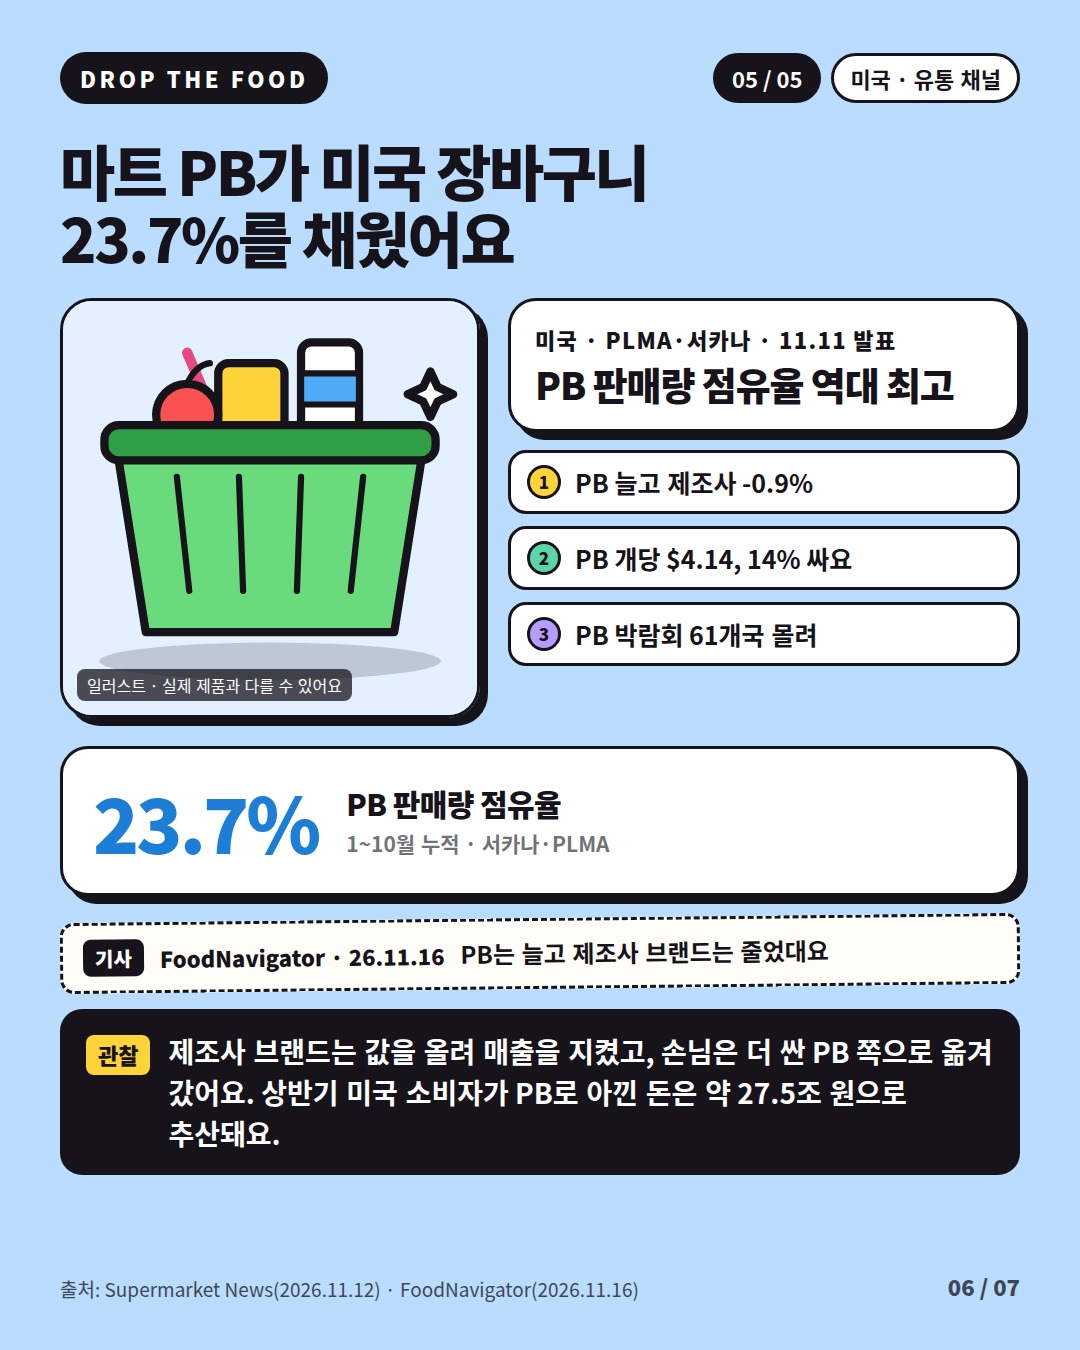 DROP THE FOOD
05 / 05
미국 · 유통 채널
마트 PB가 미국 장바구니
23.7%를 채웠어요
일러스트 · 실제 제품과 다를 수 있어요
미국 · PLMA·서카나 · 11.11 발표
PB 판매량 점유율 역대 최고
1 PB 늘고 제조사 -0.9%
2 PB 개당 $4.14, 14% 싸요
3 PB 박람회 61개국 몰려
23.7%
PB 판매량 점유율
1~10월 누적 · 서카나·PLMA
기사 FoodNavigator · 26.11.16 PB는 늘고 제조사 브랜드는 줄었대요
관찰
제조사 브랜드는 값을 올려 매출을 지켰고, 손님은 더 싼 PB 쪽으로 옮겨
갔어요. 상반기 미국 소비자가 PB로 아낀 돈은 약 27.5조 원으로
추산돼요.
출처: Supermarket News(2026.11.12) · FoodNavigator(2026.11.16)
06 / 07